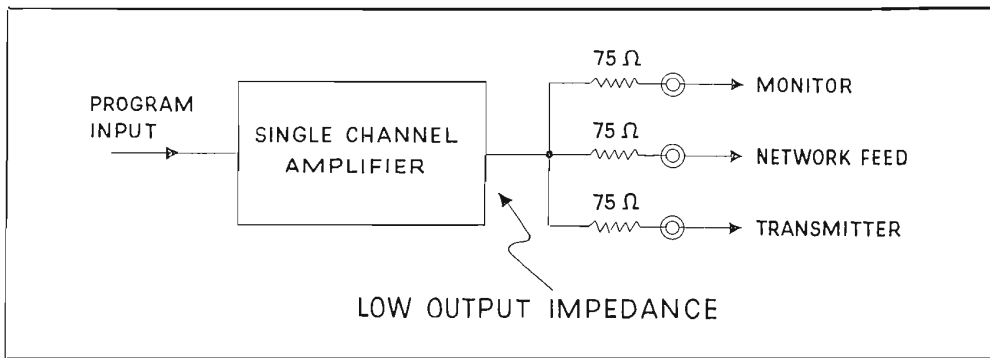 PROGRAM
INPUT
SINGLE CHANNEL
AMPLIFIER
75 Ω
MONITOR
75 Ω
NETWORK FEED
75 Ω
TRANSMITTER
LOW OUTPUT IMPEDANCE